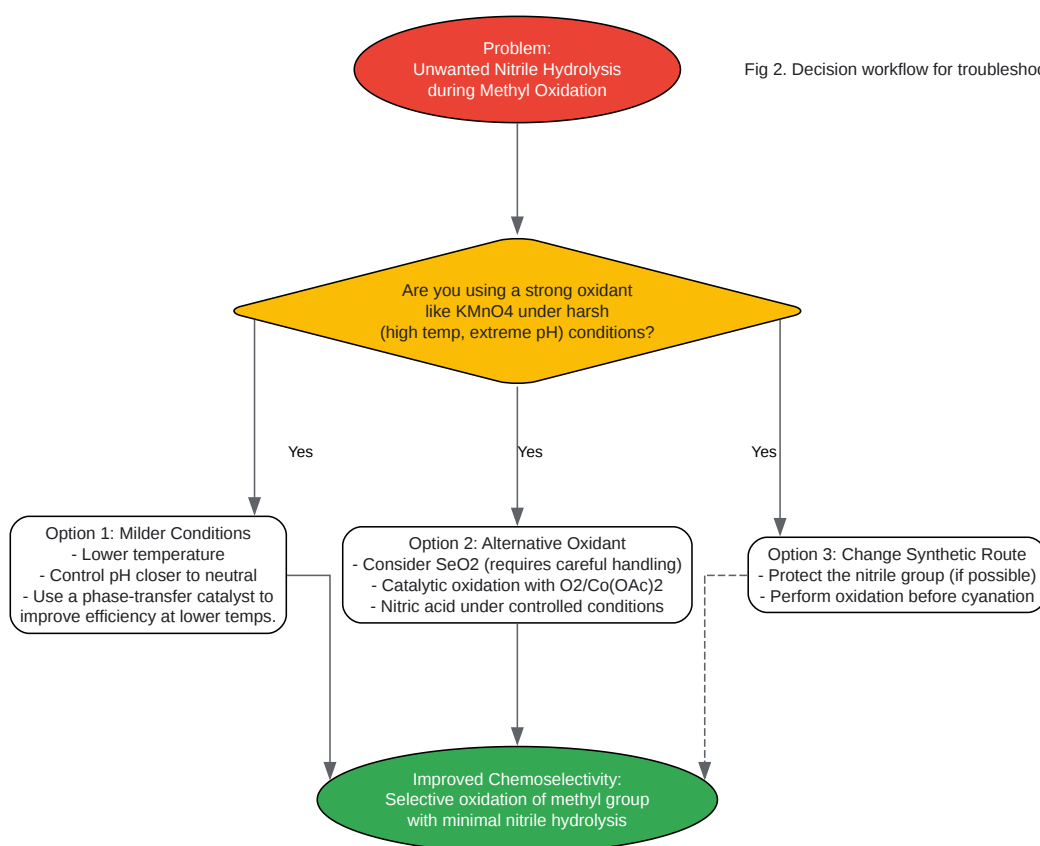 Problem:
Unwanted Nitrile Hydrolysis
during Methyl Oxidation
Fig 2. Decision workflow for
Are you using a strong oxidant
like KMnO4 under harsh
(high temp, extreme pH) conditions?
Yes
Yes
Yes
Option 1: Milder Conditions
- Lower temperature
- Control pH closer to neutral
- Use a phase-transfer catalyst to
improve efficiency at lower temps.
Option 2: Alternative Oxidant
- Consider SeO2 (requires careful handling)
- Catalytic oxidation with O2/Co(OAc)2
- Nitric acid under controlled conditions
Option 3: Change Synthetic Route
- Protect the nitrile group (if possible)
- Perform oxidation before cyanation
Improved Chemoselectivity:
Selective oxidation of methyl group
with minimal nitrile hydrolysis